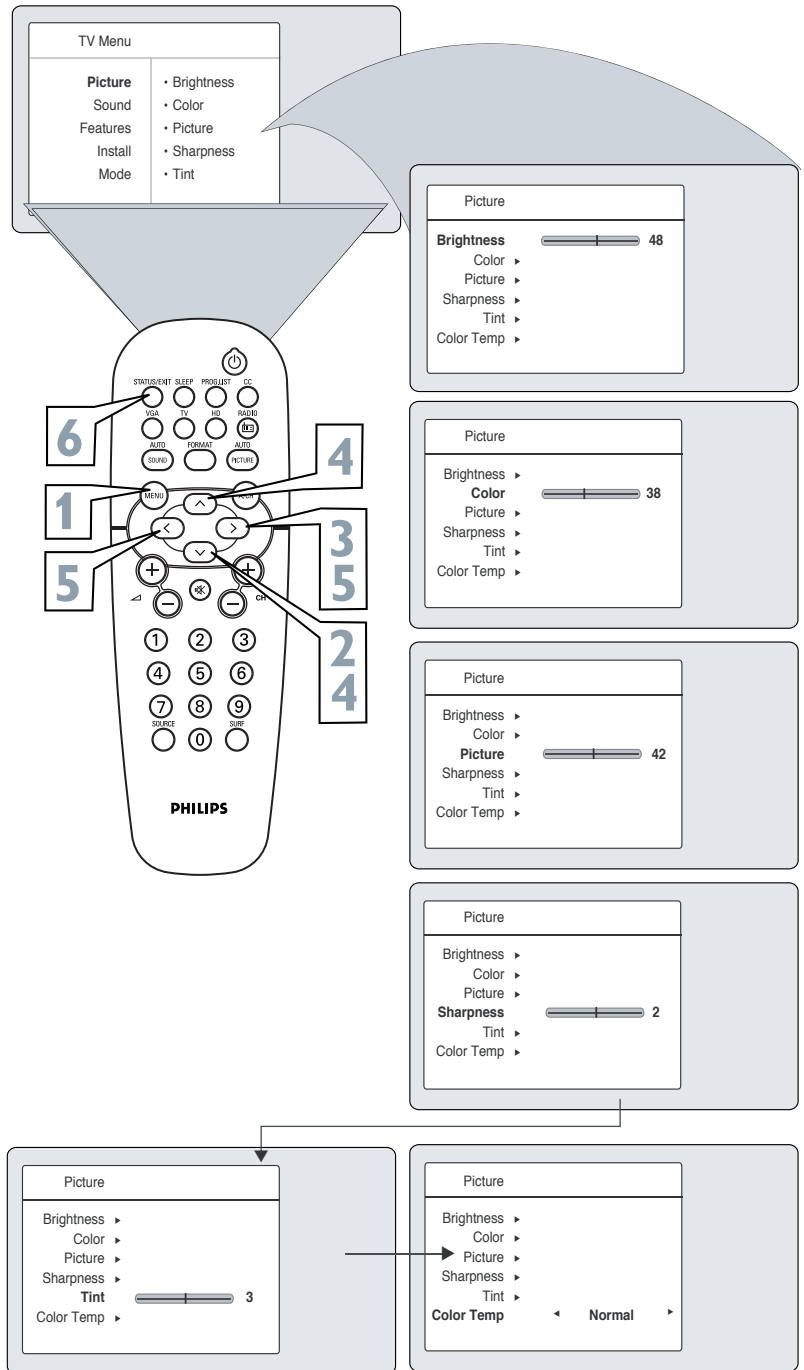 TV Menu
Picture • Brightness
Sound • Color
Features • Picture
Install • Sharpness
Mode • Tint
Picture
Brightness 48
Color ▸
Picture ▸
Sharpness ▸
Tint ▸
Color Temp ▸
STATUS/EXIT SLEEP PROG.LIST CC
VGA TV HD RADIO
AUTO FORMAT AUTO
SOUND PICTURE
MENU
CH
1 2 3
4 5 6
7 8 9
SOURCE SURF
0
PHILIPS
6
1
5
4
3
5
2
4
Picture
Brightness ▸
Color 38
Picture ▸
Sharpness ▸
Tint ▸
Color Temp ▸
Picture
Brightness ▸
Color ▸
Picture 42
Sharpness ▸
Tint ▸
Color Temp ▸
Picture
Brightness ▸
Color ▸
Picture ▸
Sharpness 2
Tint ▸
Color Temp ▸
Picture
Brightness ▸
Color ▸
Picture ▸
Sharpness ▸
Tint 3
Color Temp ▸
Picture
Brightness ▸
Color ▸
Picture ▸
Sharpness ▸
Tint ▸
Color Temp ◂ Normal ▸